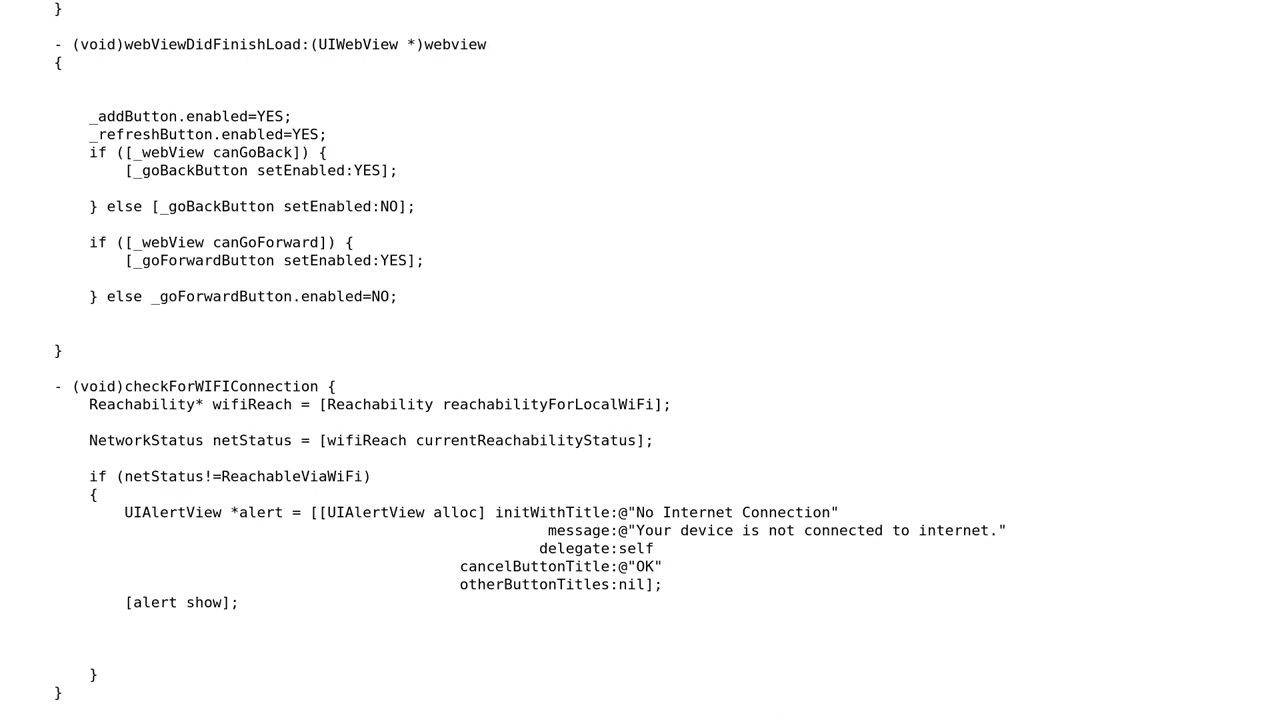 }
- (void)webViewDidFinishLoad:(UIWebView *)webview
{
_addButton.enabled=YES;
_refreshButton.enabled=YES;
if ([_webView canGoBack]) {
[_goBackButton setEnabled:YES];
} else [_goBackButton setEnabled:NO];
if ([_webView canGoForward]) {
[_goForwardButton setEnabled:YES];
} else _goForwardButton.enabled=NO;
}
- (void)checkForWIFIConnection {
Reachability* wifiReach = [Reachability reachabilityForLocalWiFi];
NetworkStatus netStatus = [wifiReach currentReachabilityStatus];
if (netStatus!=ReachableViaWiFi)
{
UIAlertView *alert = [[UIAlertView alloc] initWithTitle:@"No Internet Connection"
message:@"Your device is not connected to internet."
delegate:self
cancelButtonTitle:@"OK"
otherButtonTitles:nil];
[alert show];
}
}